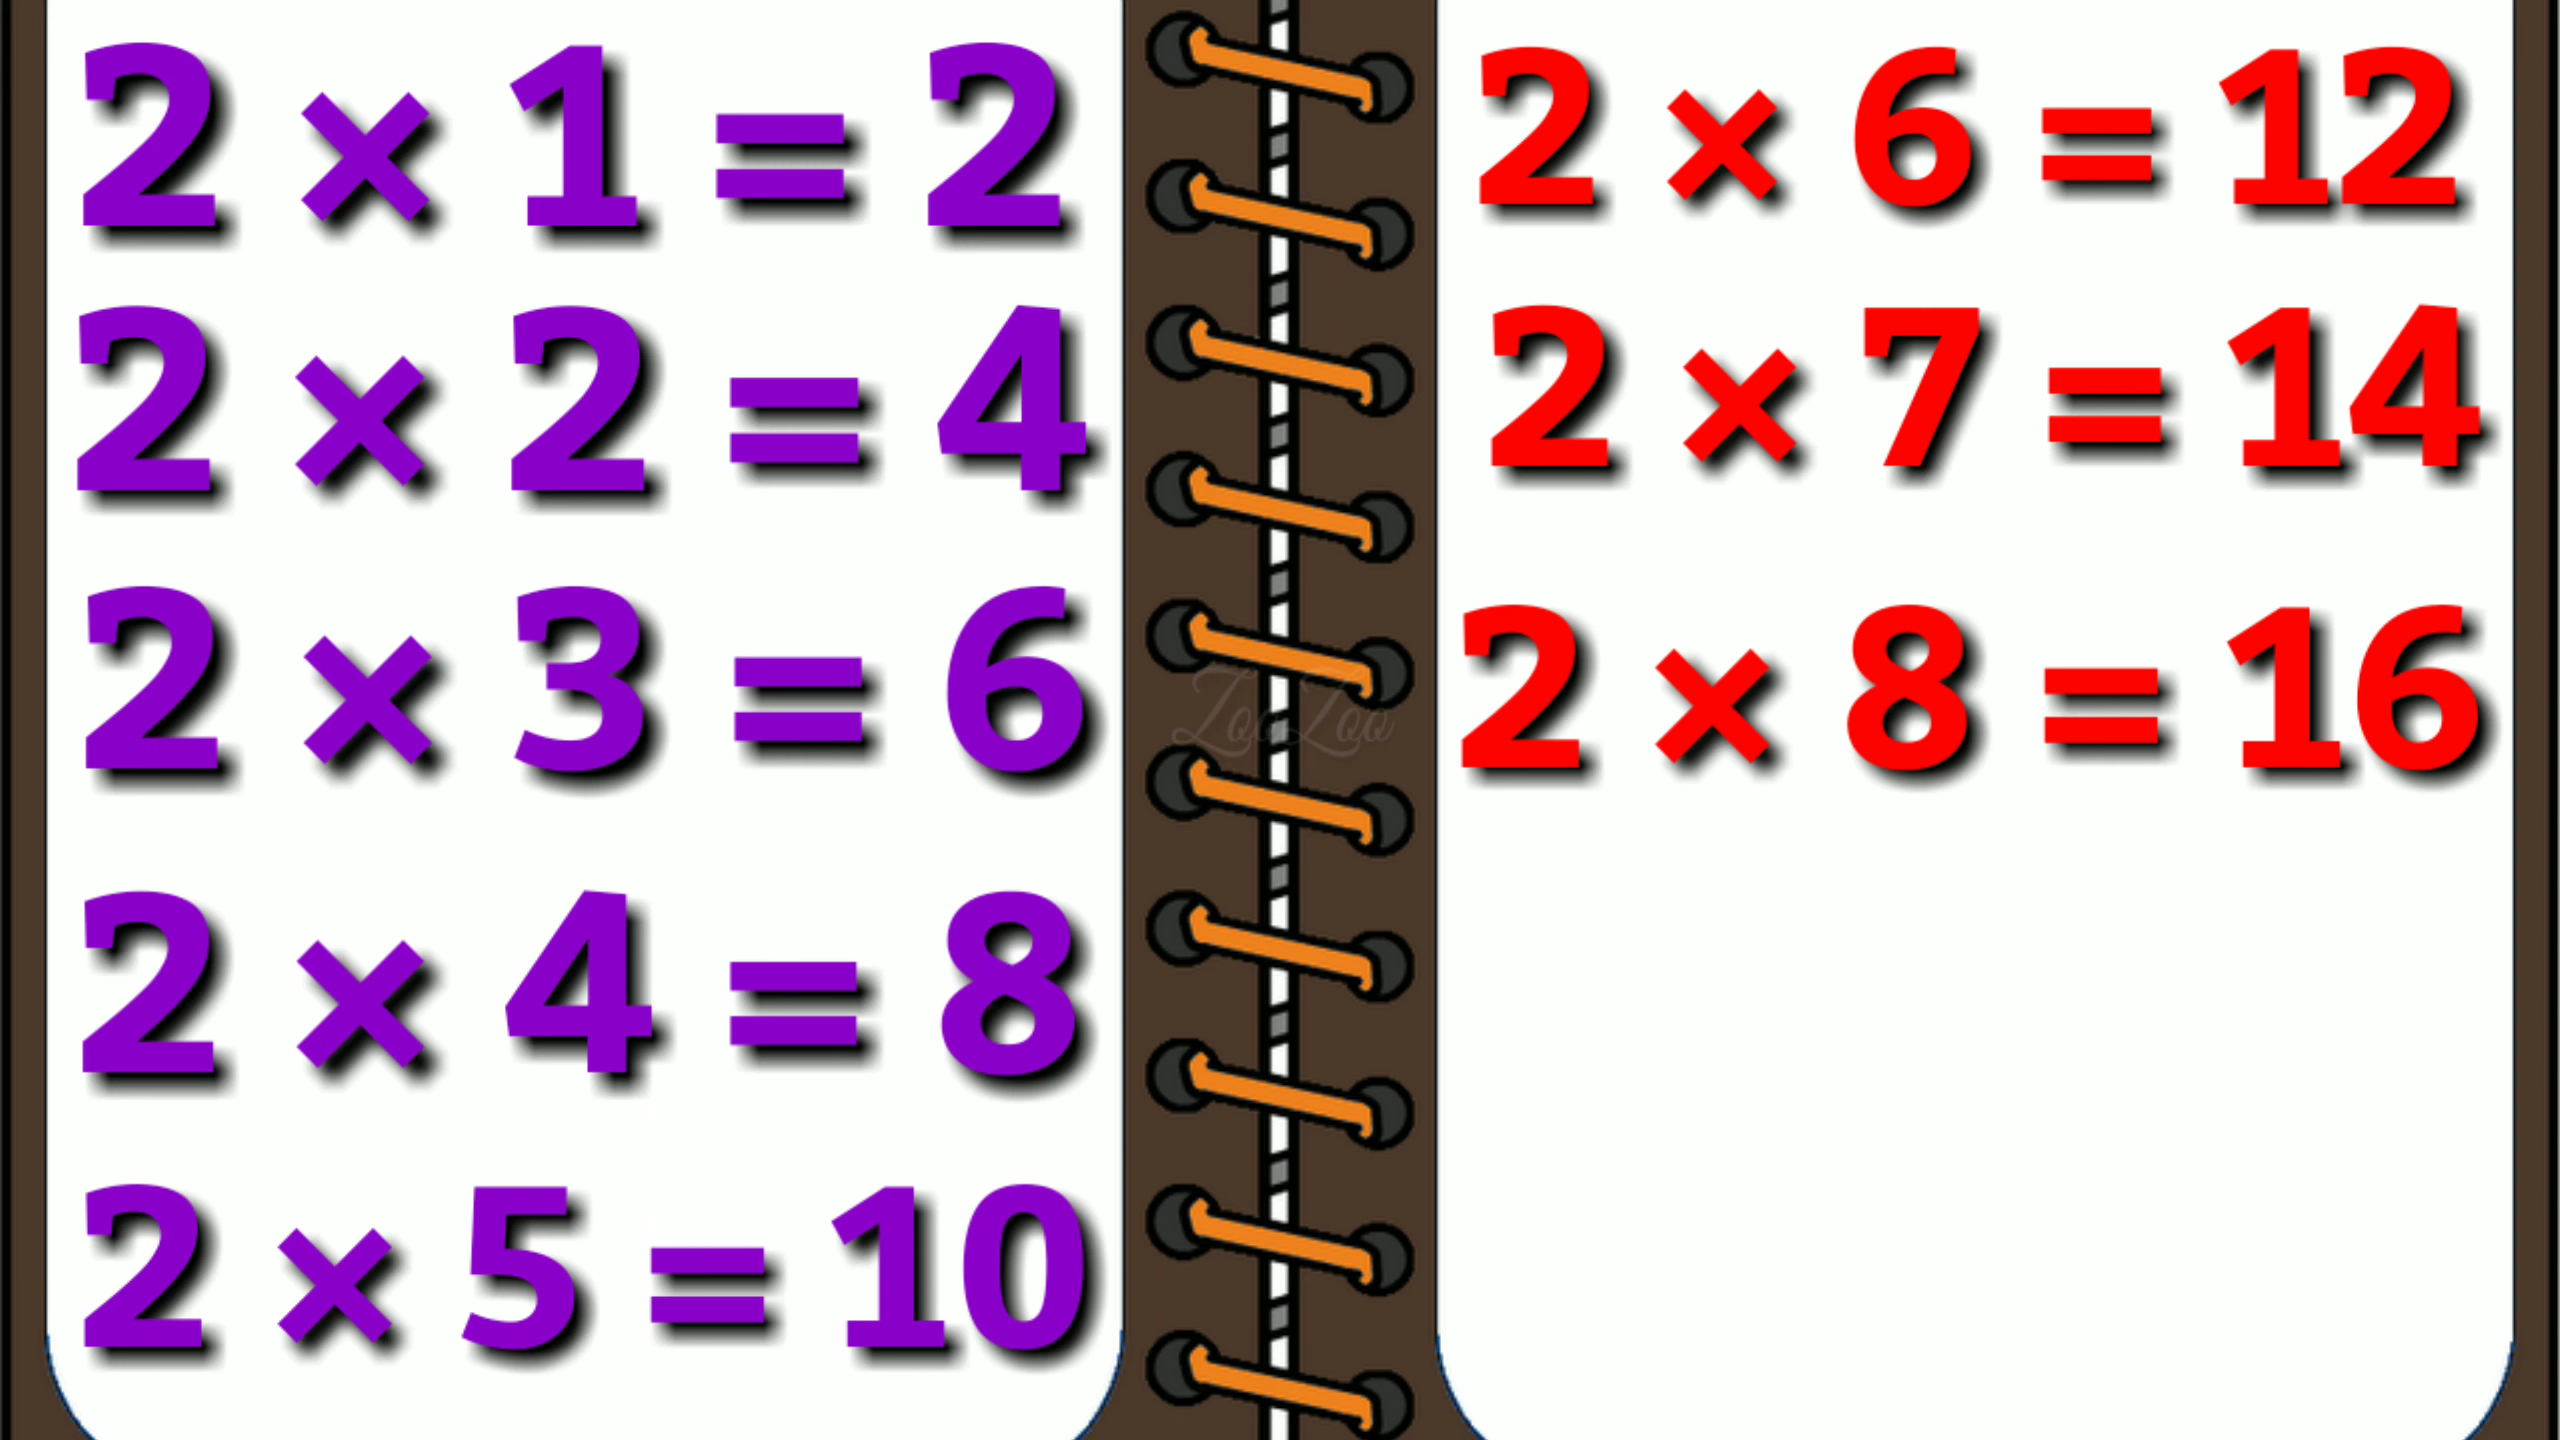 2 × 1 = 2
2 × 2 = 4
2 × 3 = 6
2 × 4 = 8
2 × 5 = 10
2 × 6 = 12
2 × 7 = 14
2 × 8 = 16
ZooZoo